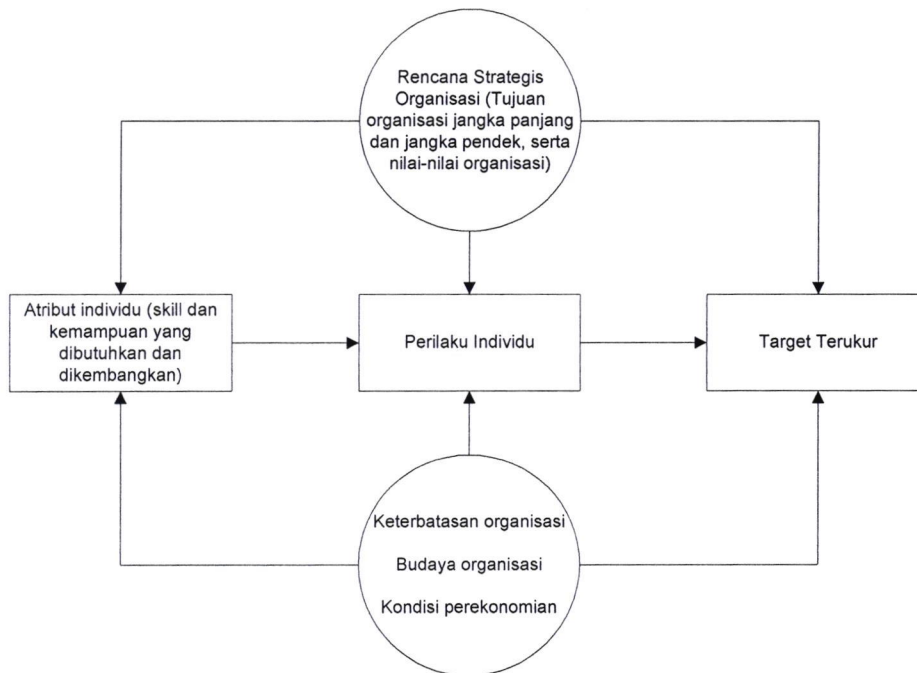 Rencana Strategis
Organisasi (Tujuan
organisasi jangka panjang
dan jangka pendek, serta
nilai-nilai organisasi)
Atribut individu (skill dan
kemampuan yang
dibutuhkan dan
dikembangkan)
Perilaku Individu
Target Terukur
Keterbatasan organisasi
Budaya organisasi
Kondisi perekonomian